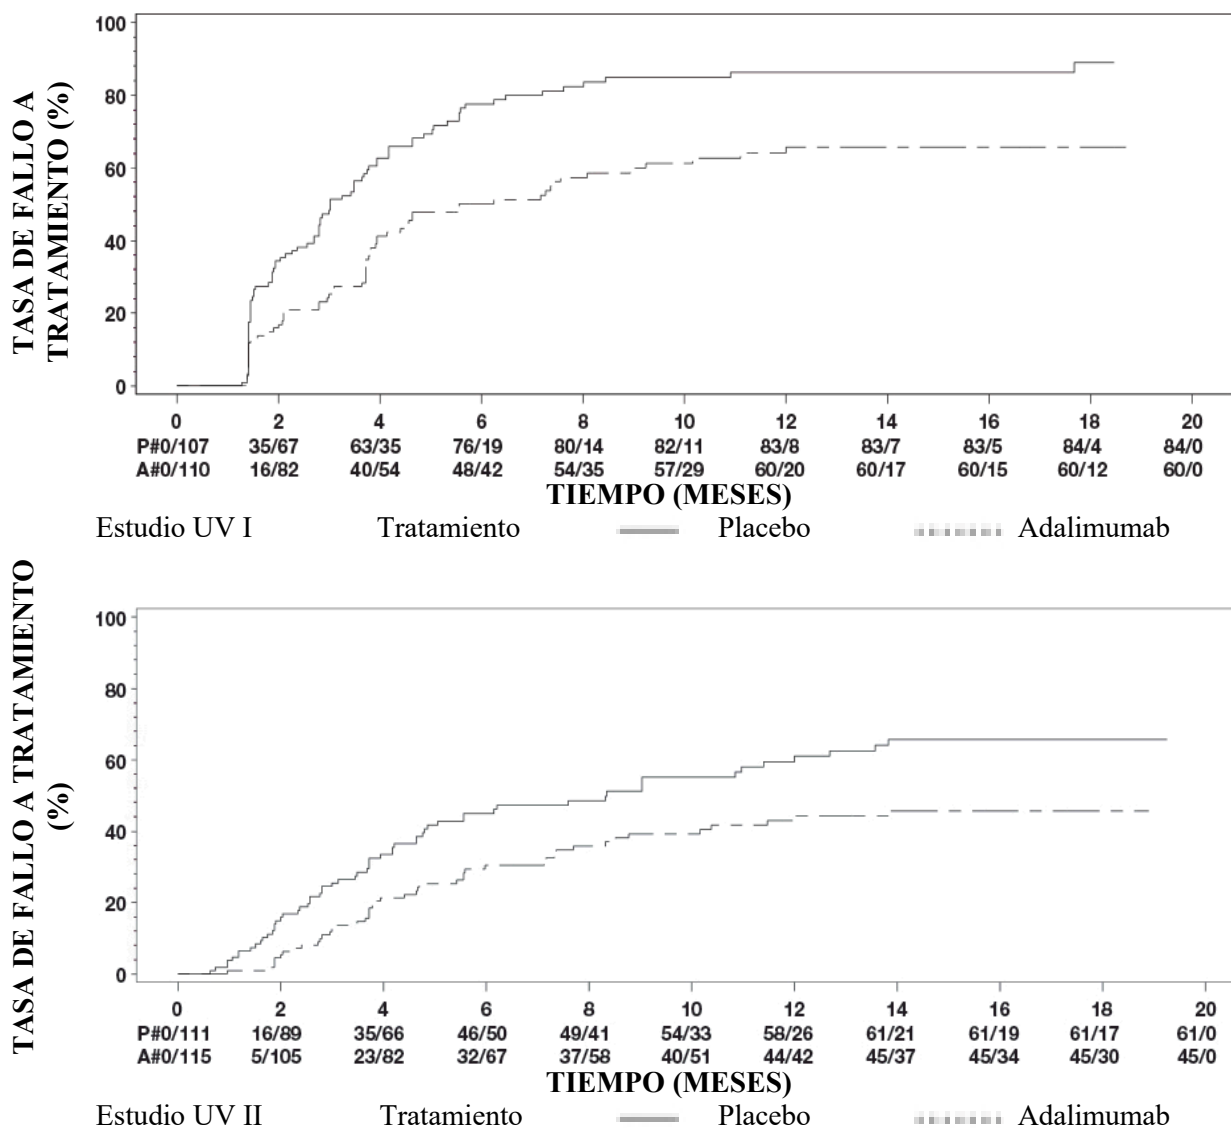 TASA DE FALLO A
TRATAMIENTO (%)
100
80
60
40
20
0
0 2 4 6 8 10 12 14 16 18 20
P#0/107 35/67 63/35 76/19 80/14 82/11 83/8 83/7 83/5 84/4 84/0
A#0/110 16/82 40/54 48/42 54/35 57/29 60/20 60/17 60/15 60/12 60/0
TIEMPO (MESES)
Estudio UV I Tratamiento Placebo Adalimumab
TASA DE FALLO A TRATAMIENTO
(%)
100
80
60
40
20
0
0 2 4 6 8 10 12 14 16 18 20
P#0/111 16/89 35/66 46/50 49/41 54/33 58/26 61/21 61/19 61/17 61/0
A#0/115 5/105 23/82 32/67 37/58 40/51 44/42 45/37 45/34 45/30 45/0
TIEMPO (MESES)
Estudio UV II Tratamiento Placebo Adalimumab